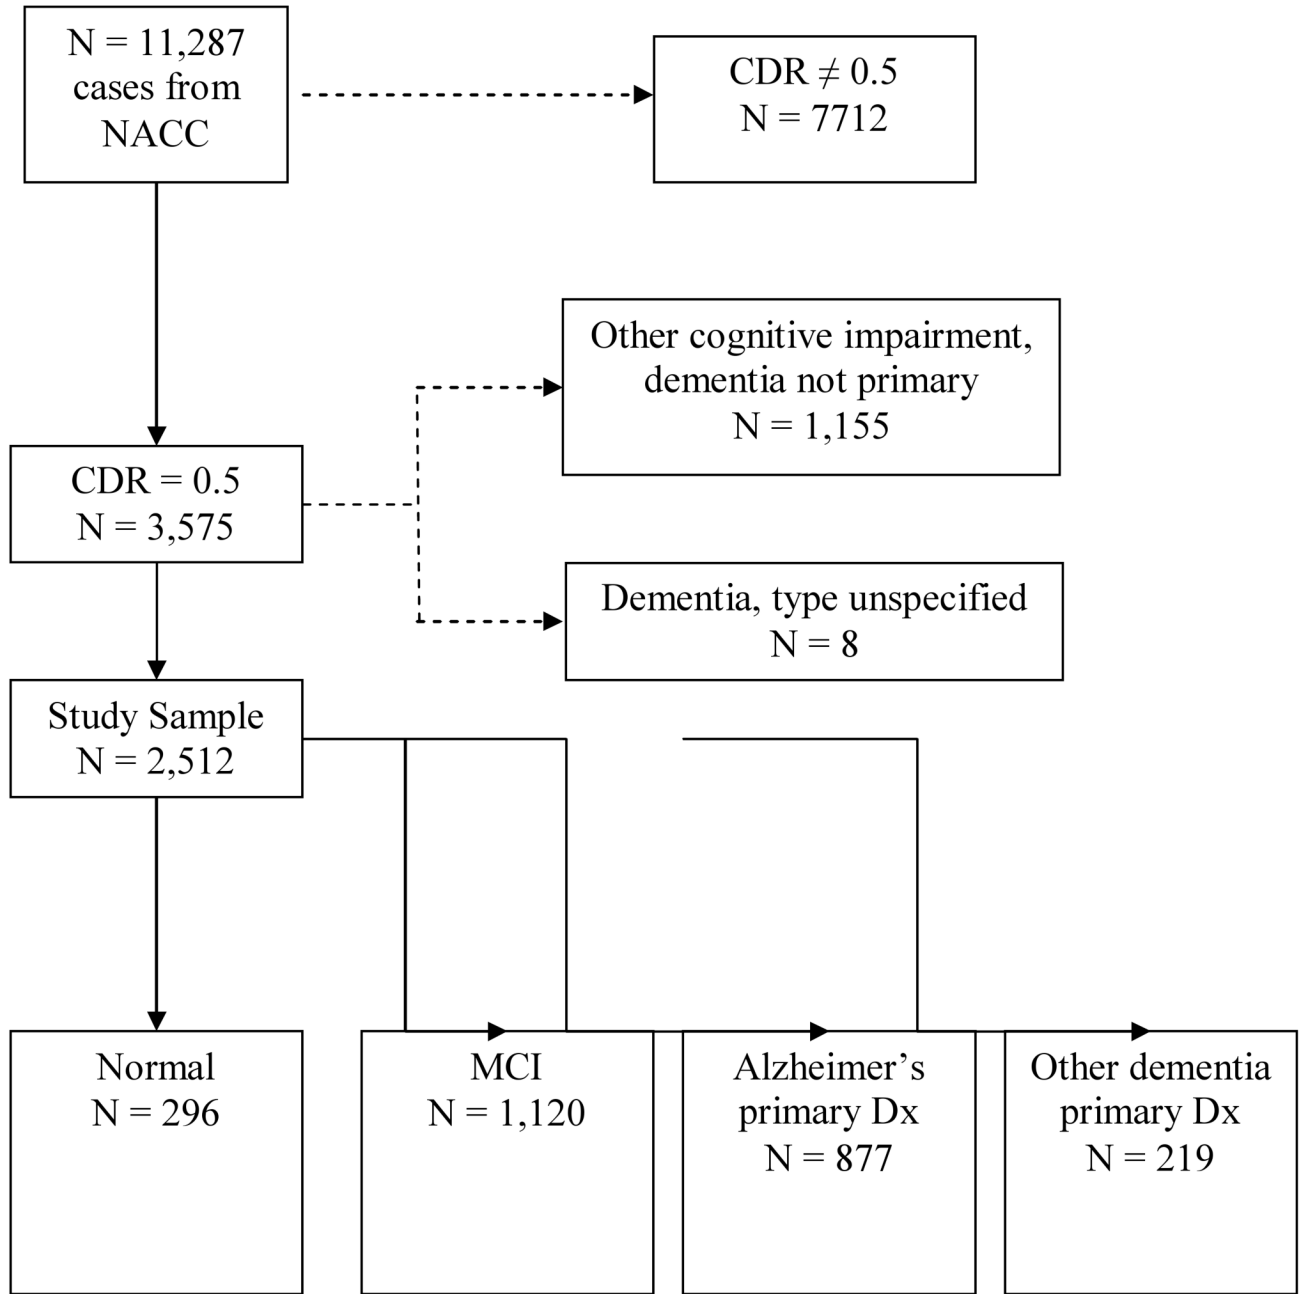 N = 11,287
cases from
NACC
CDR ≠ 0.5
N = 7712
Other cognitive impairment,
dementia not primary
N = 1,155
CDR = 0.5
N = 3,575
Dementia, type unspecified
N = 8
Study Sample
N = 2,512
Normal
N = 296
MCI
N = 1,120
Alzheimer’s
primary Dx
N = 877
Other dementia
primary Dx
N = 219